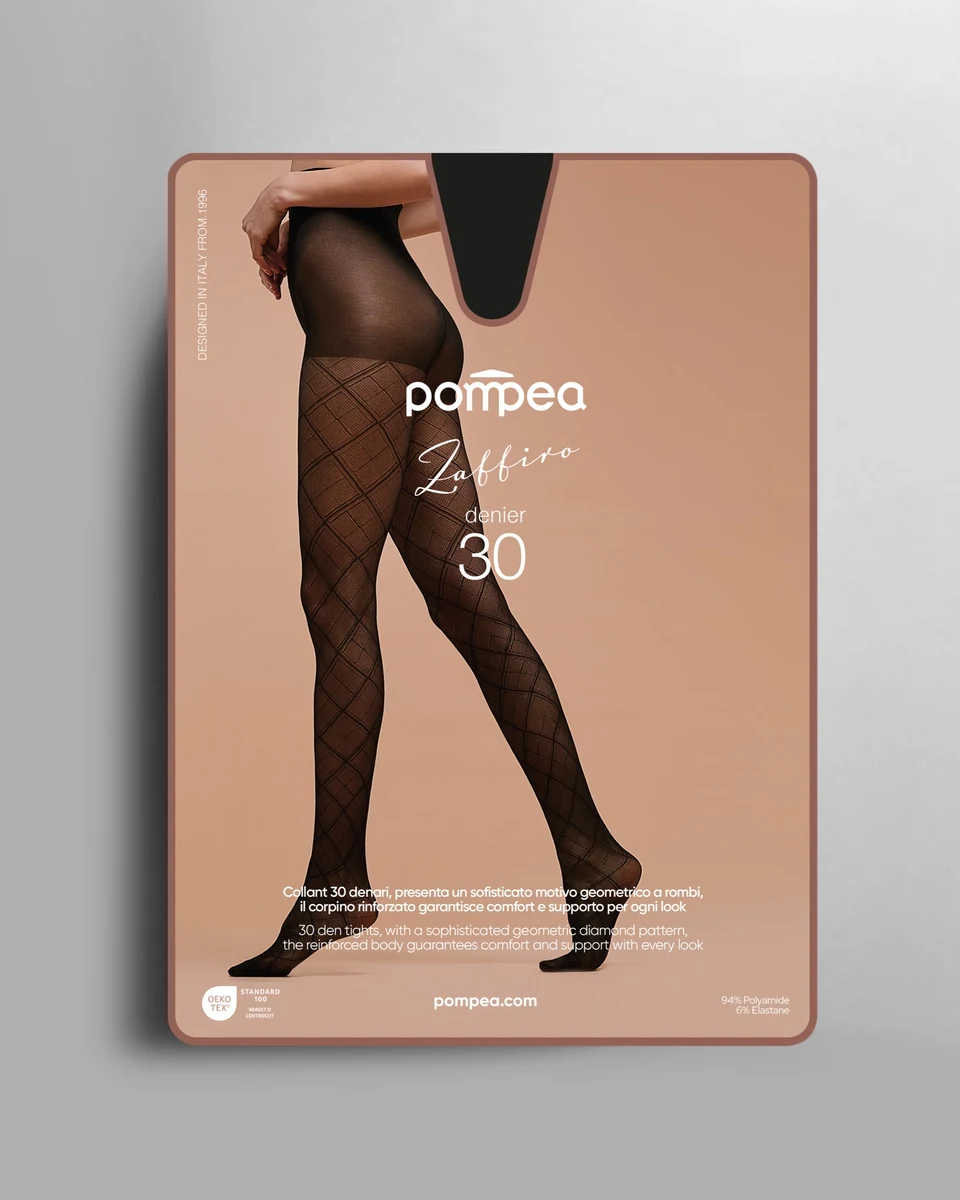 DESIGNED IN ITALY FROM 1996
pompea
Zaffiro
denier
30
Collant 30 denari, presenta un sofisticato motivo geometrico a rombi,
il corpino rinforzato garantisce comfort e supporto per ogni look
30 den tights, with a sophisticated geometric diamond pattern,
the reinforced body guarantees comfort and support with every look
OEKO
TEX®
STANDARD
100
CENTROCOT
pompea.com
94% Polyamide
6% Elastane